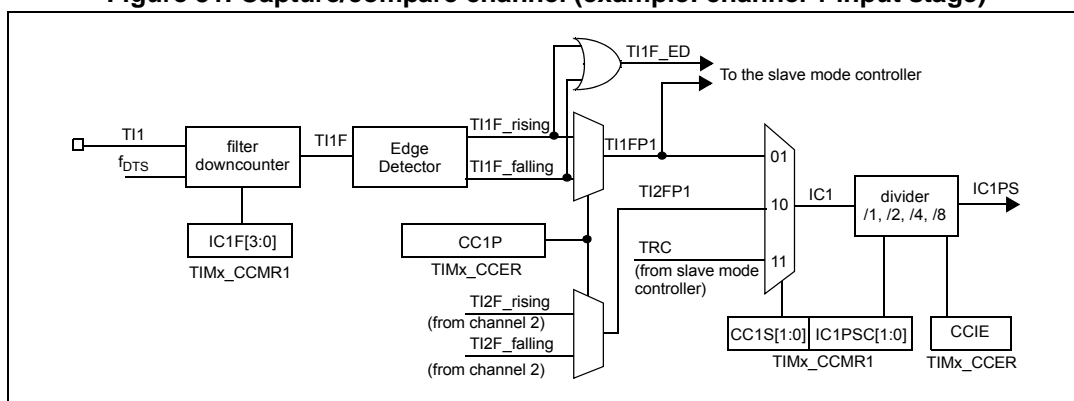 Capture/compare channel (example: channel 1 input stage)
TI1F_ED
To the slave mode controller
TI1
fDTS
filter
downcounter
TI1F
Edge
Detector
TI1F_rising
TI1F_falling
TI1FP1
01
TI2FP1
10
IC1
divider
/1, /2, /4, /8
IC1PS
IC1F[3:0]
TIMx_CCMR1
CC1P
TIMx_CCER
TRC
11
(from slave mode
controller)
TI2F_rising
(from channel 2)
TI2F_falling
(from channel 2)
CC1S[1:0]
IC1PSC[1:0]
TIMx_CCMR1
CCIE
TIMx_CCER